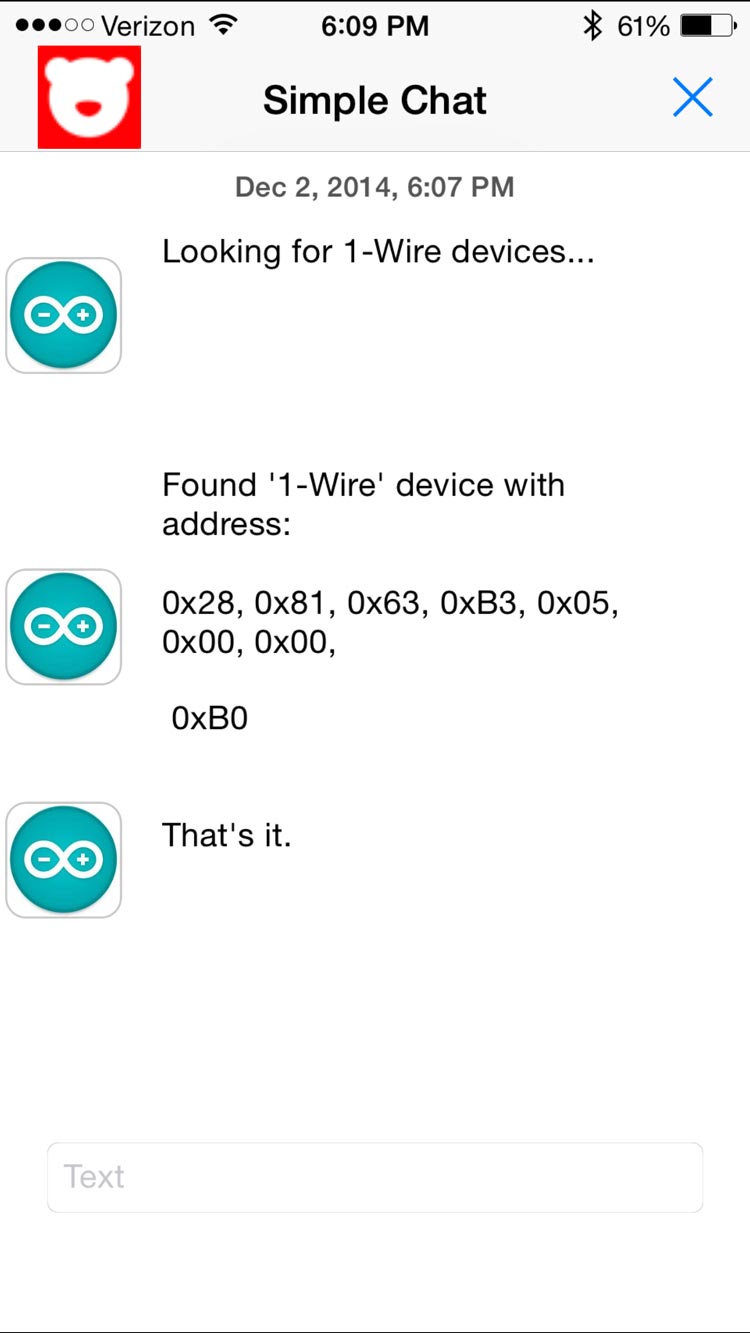 Verizon 6:09 PM 61%
Simple Chat
Dec 2, 2014, 6:07 PM
Looking for 1-Wire devices...
Found '1-Wire' device with
address:
0x28, 0x81, 0x63, 0xB3, 0x05,
0x00, 0x00,
0xB0
That's it.
Text